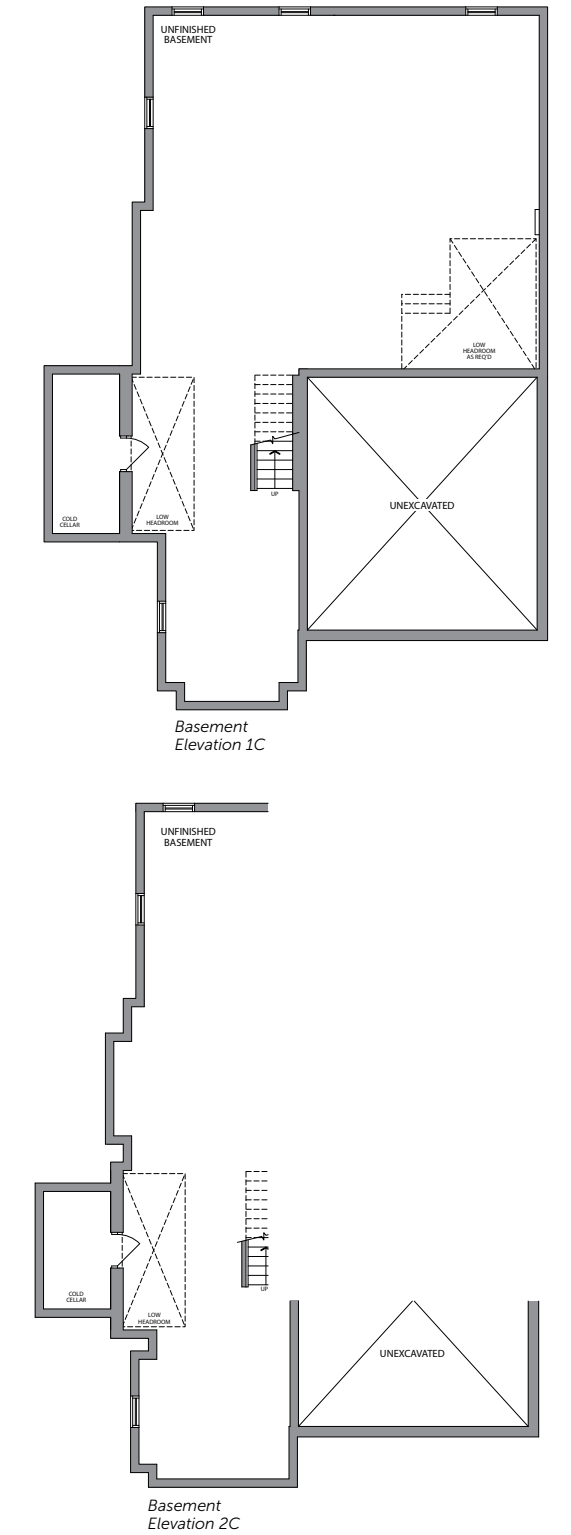 UNFINISHED
BASEMENT
LOW
HEADROOM
AS REQ'D
UP
UNEXCAVATED
COLD
CELLAR
LOW
HEADROOM
Basement
Elevation 1C
UNFINISHED
BASEMENT
UP
COLD
CELLAR
LOW
HEADROOM
UNEXCAVATED
Basement
Elevation 2C